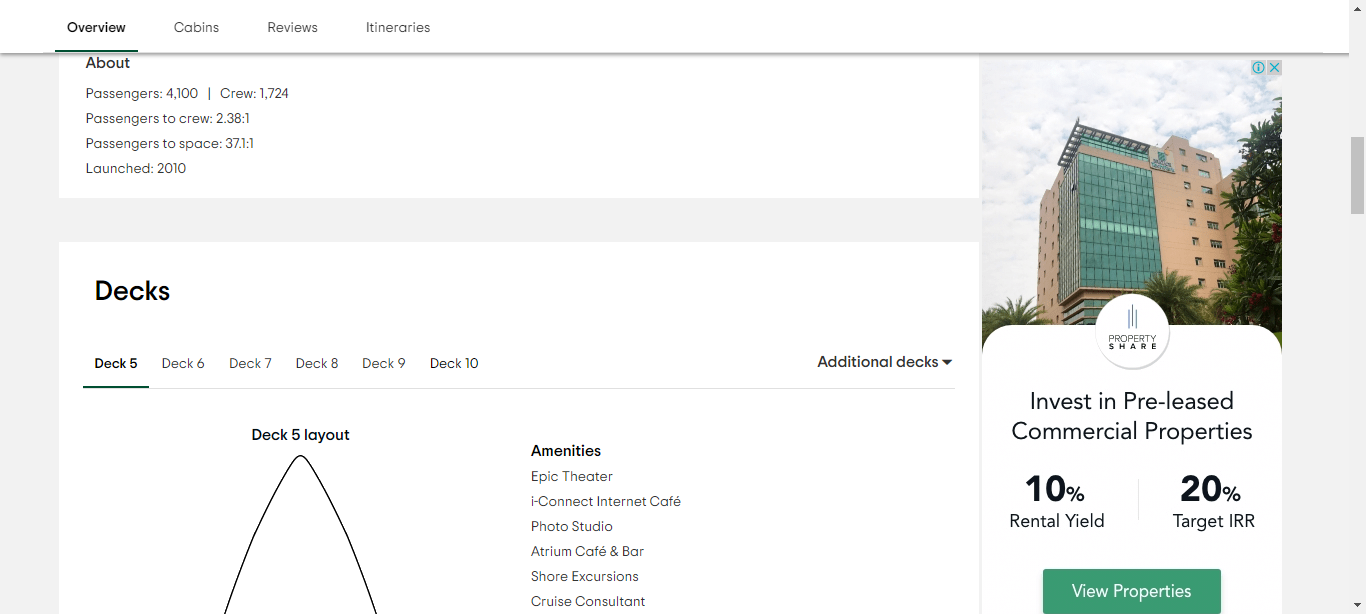 Overview
Cabins
Reviews
Itineraries
About
Passengers: 4,100 | Crew: 1,724
Passengers to crew: 2.38:1
Passengers to space: 37.1:1
Launched: 2010
Decks
Deck 5
Deck 6
Deck 7
Deck 8
Deck 9
Deck 10
Additional decks
Deck 5 layout
Amenities
Epic Theater
i-Connect Internet Café
Photo Studio
Atrium Café & Bar
Shore Excursions
Cruise Consultant
PROPERTY
SHARE
Invest in Pre-leased
Commercial Properties
10%
Rental Yield
20%
Target IRR
View Properties